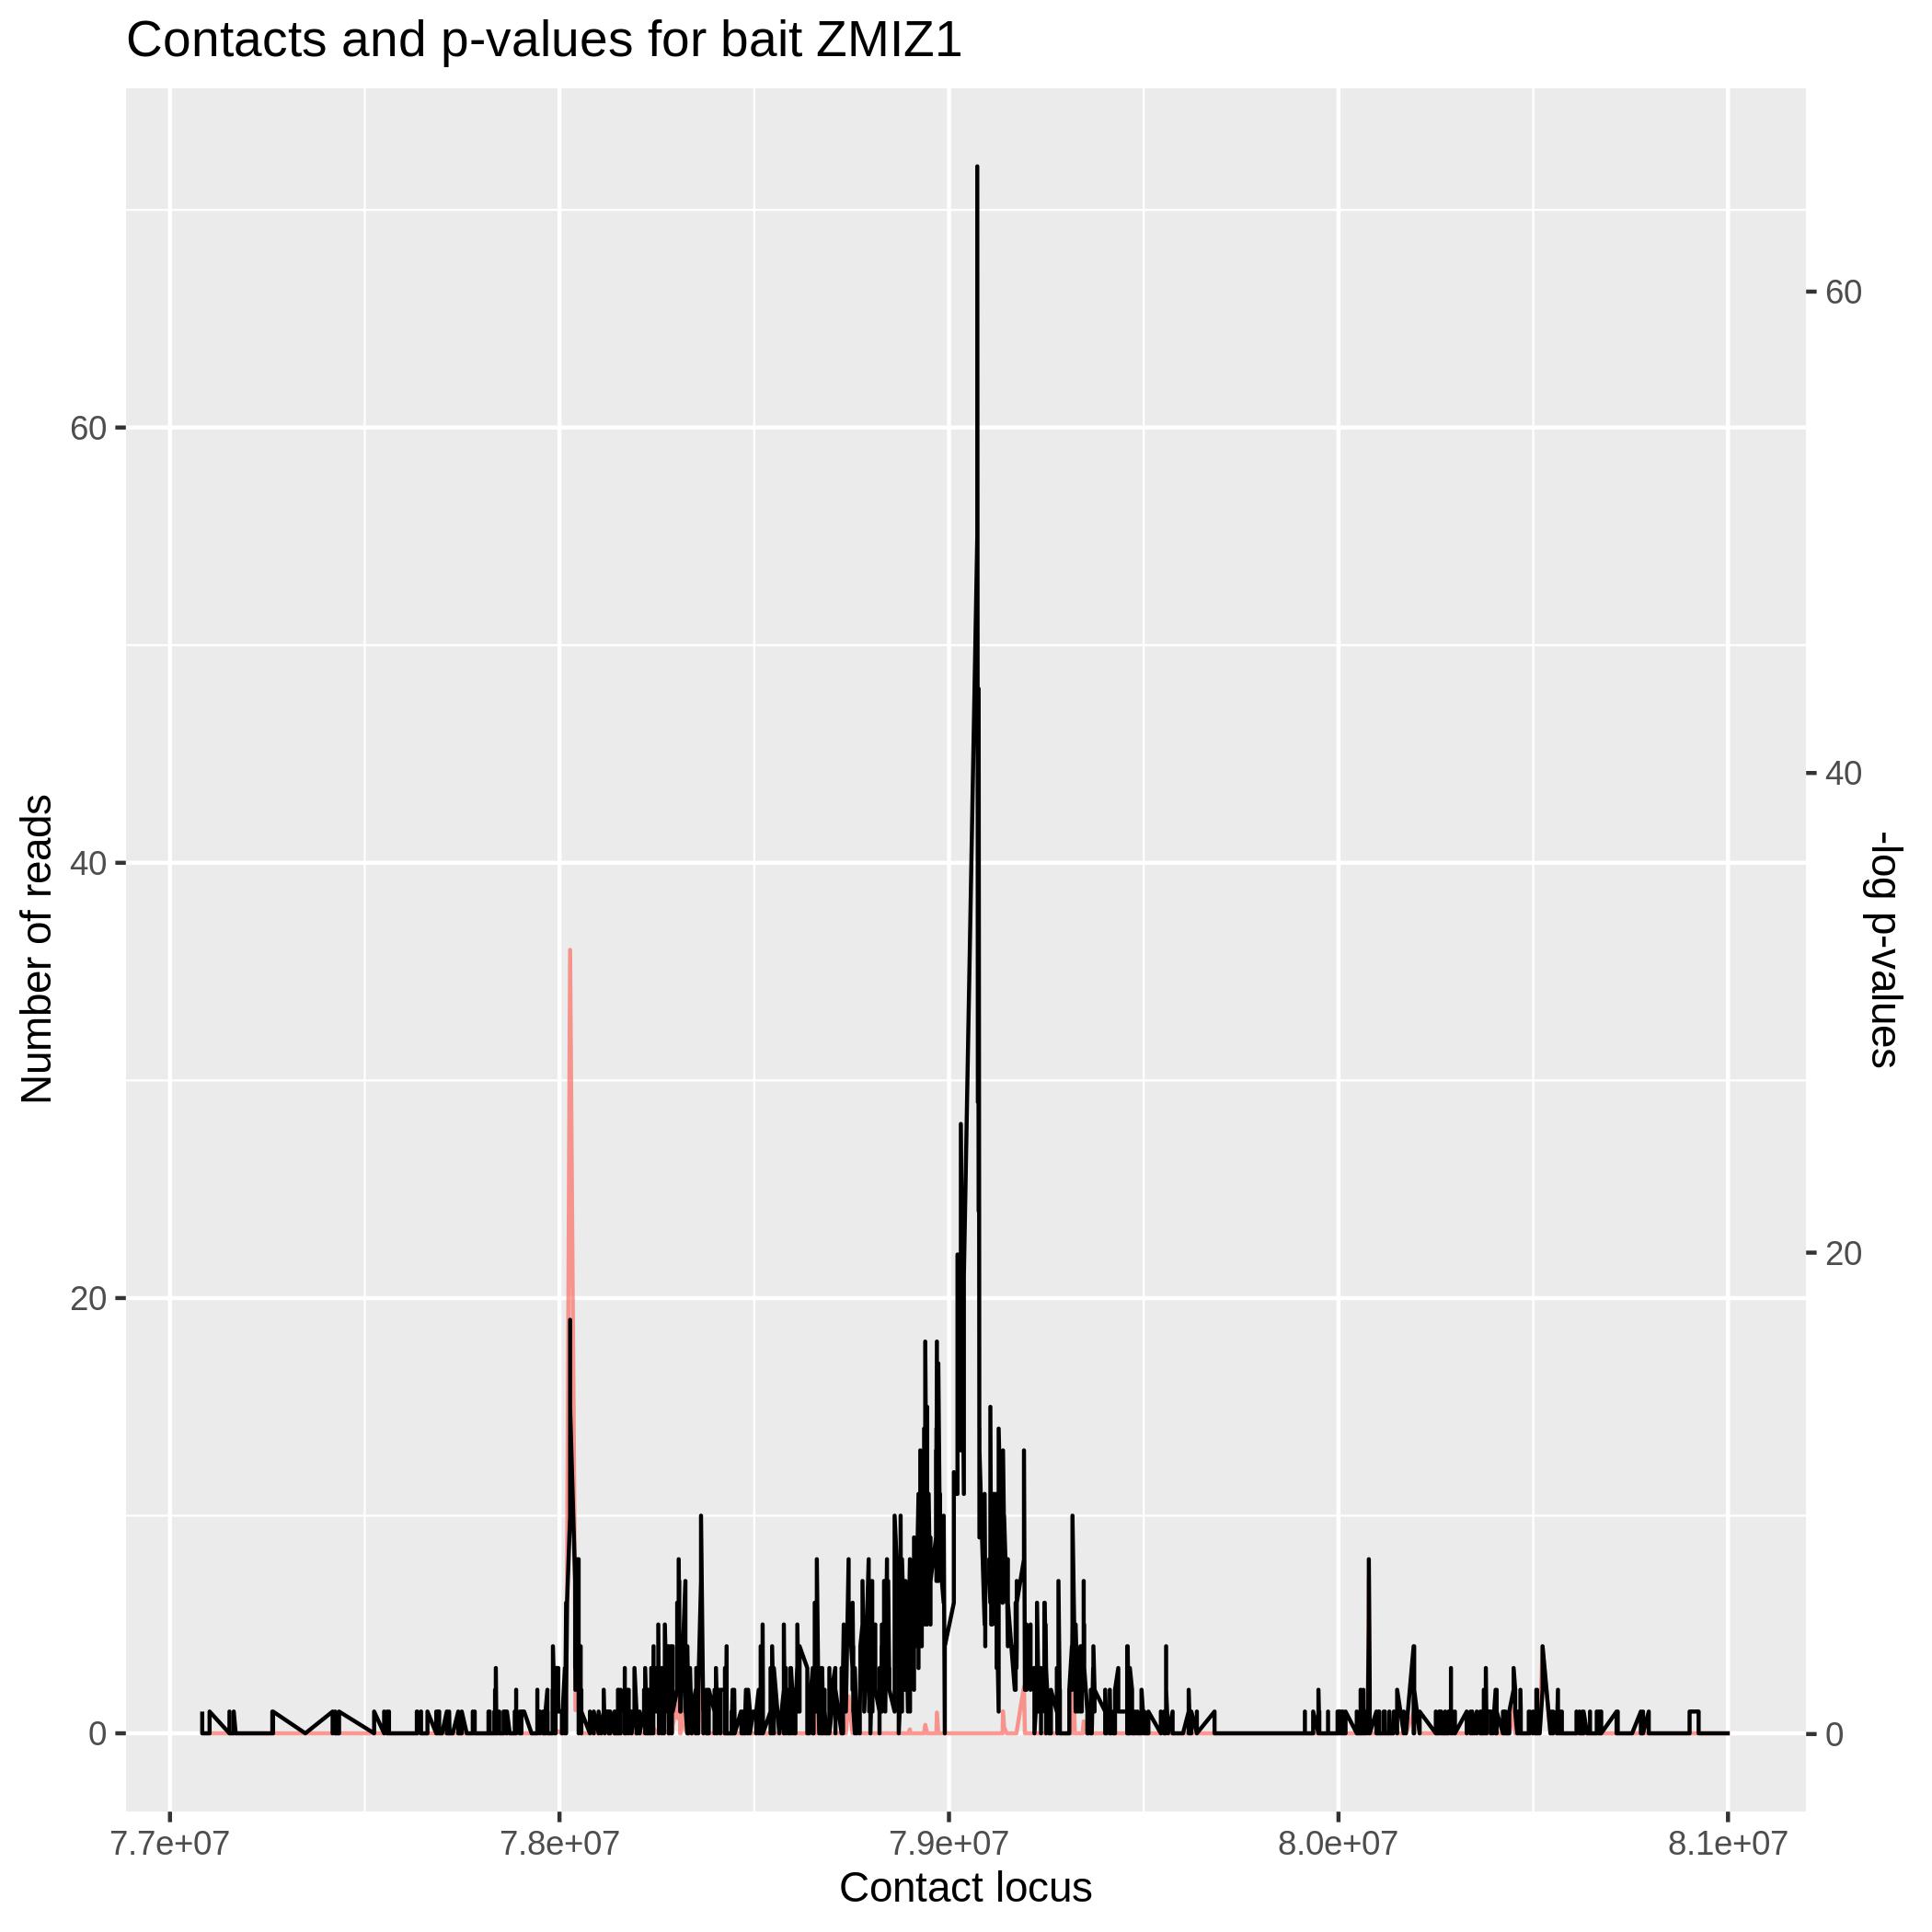 Contacts and p-values for bait ZMIZ1
Number of reads
60
40
20
0
60
40
20
0
-log p-values
7.7e+07
7.8e+07
7.9e+07
8.0e+07
8.1e+07
Contact locus